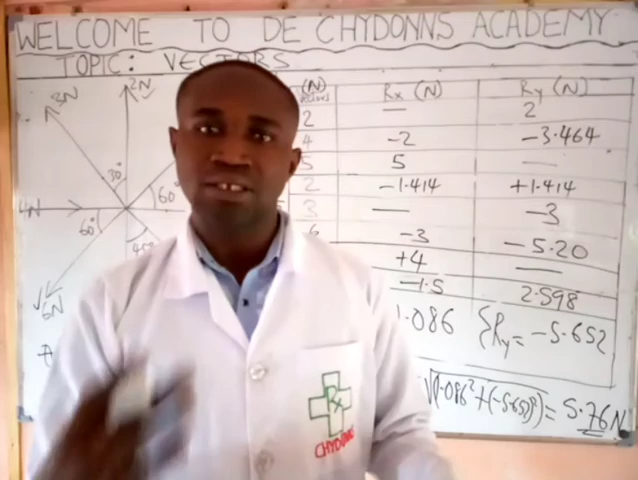 WELCOME TO DE CHYDONNS ACADEMY
TOPIC: VECTORS
(N) Rx (N) Ry (N)
3N 2N
2 — 2
4 -2 -3.464
5 5 —
30°
2 -1.414 +1.414
60°
3 — -3
4N
60°
6 -3 -5.20
45°
+4 —
6N
-1.5 2.598
1.086 {Ry= -5.652
√(1.086²+(-5.652)² = 5.76N
Rx
CHYDONNS